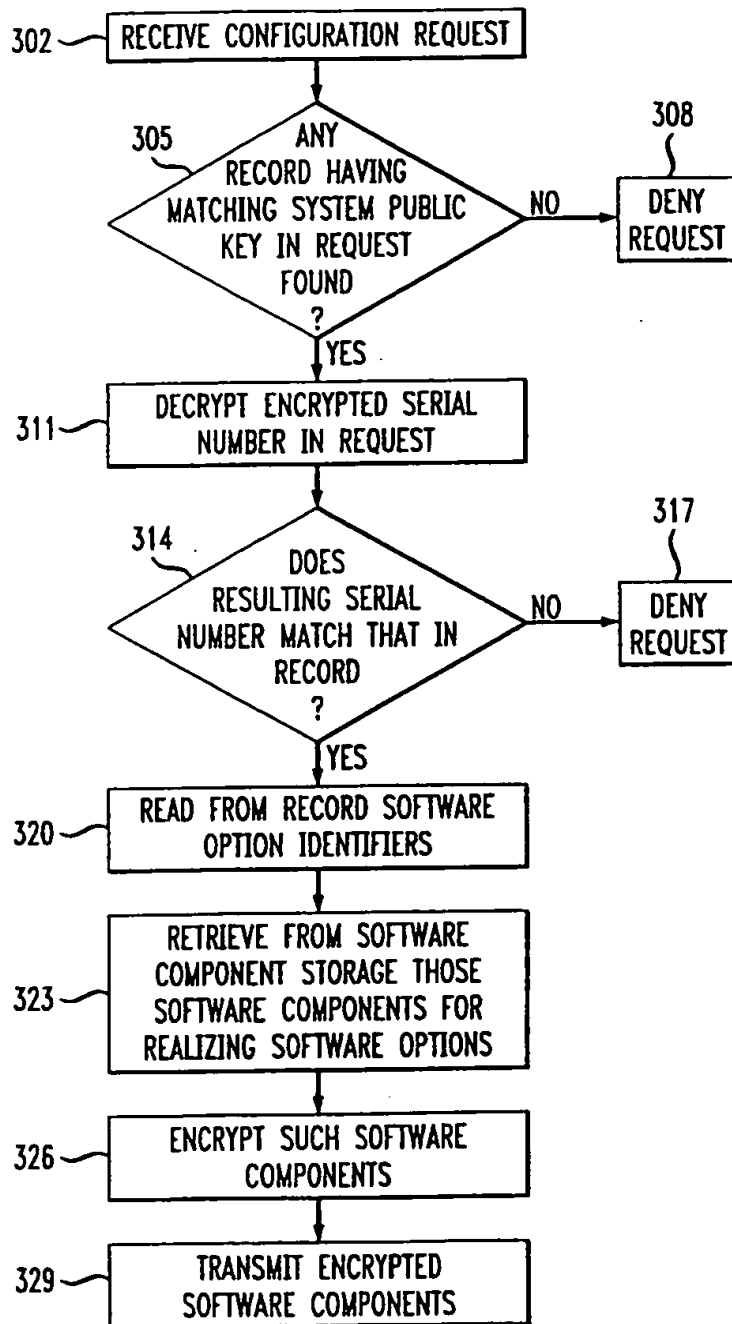 302
RECEIVE CONFIGURATION REQUEST
305
ANY
RECORD HAVING
MATCHING SYSTEM PUBLIC
KEY IN REQUEST
FOUND
?
NO
308
DENY
REQUEST
YES
311
DECRYPT ENCRYPTED SERIAL
NUMBER IN REQUEST
314
DOES
RESULTING SERIAL
NUMBER MATCH THAT IN
RECORD
?
NO
317
DENY
REQUEST
YES
320
READ FROM RECORD SOFTWARE
OPTION IDENTIFIERS
323
RETRIEVE FROM SOFTWARE
COMPONENT STORAGE THOSE
SOFTWARE COMPONENTS FOR
REALIZING SOFTWARE OPTIONS
326
ENCRYPT SUCH SOFTWARE
COMPONENTS
329
TRANSMIT ENCRYPTED
SOFTWARE COMPONENTS